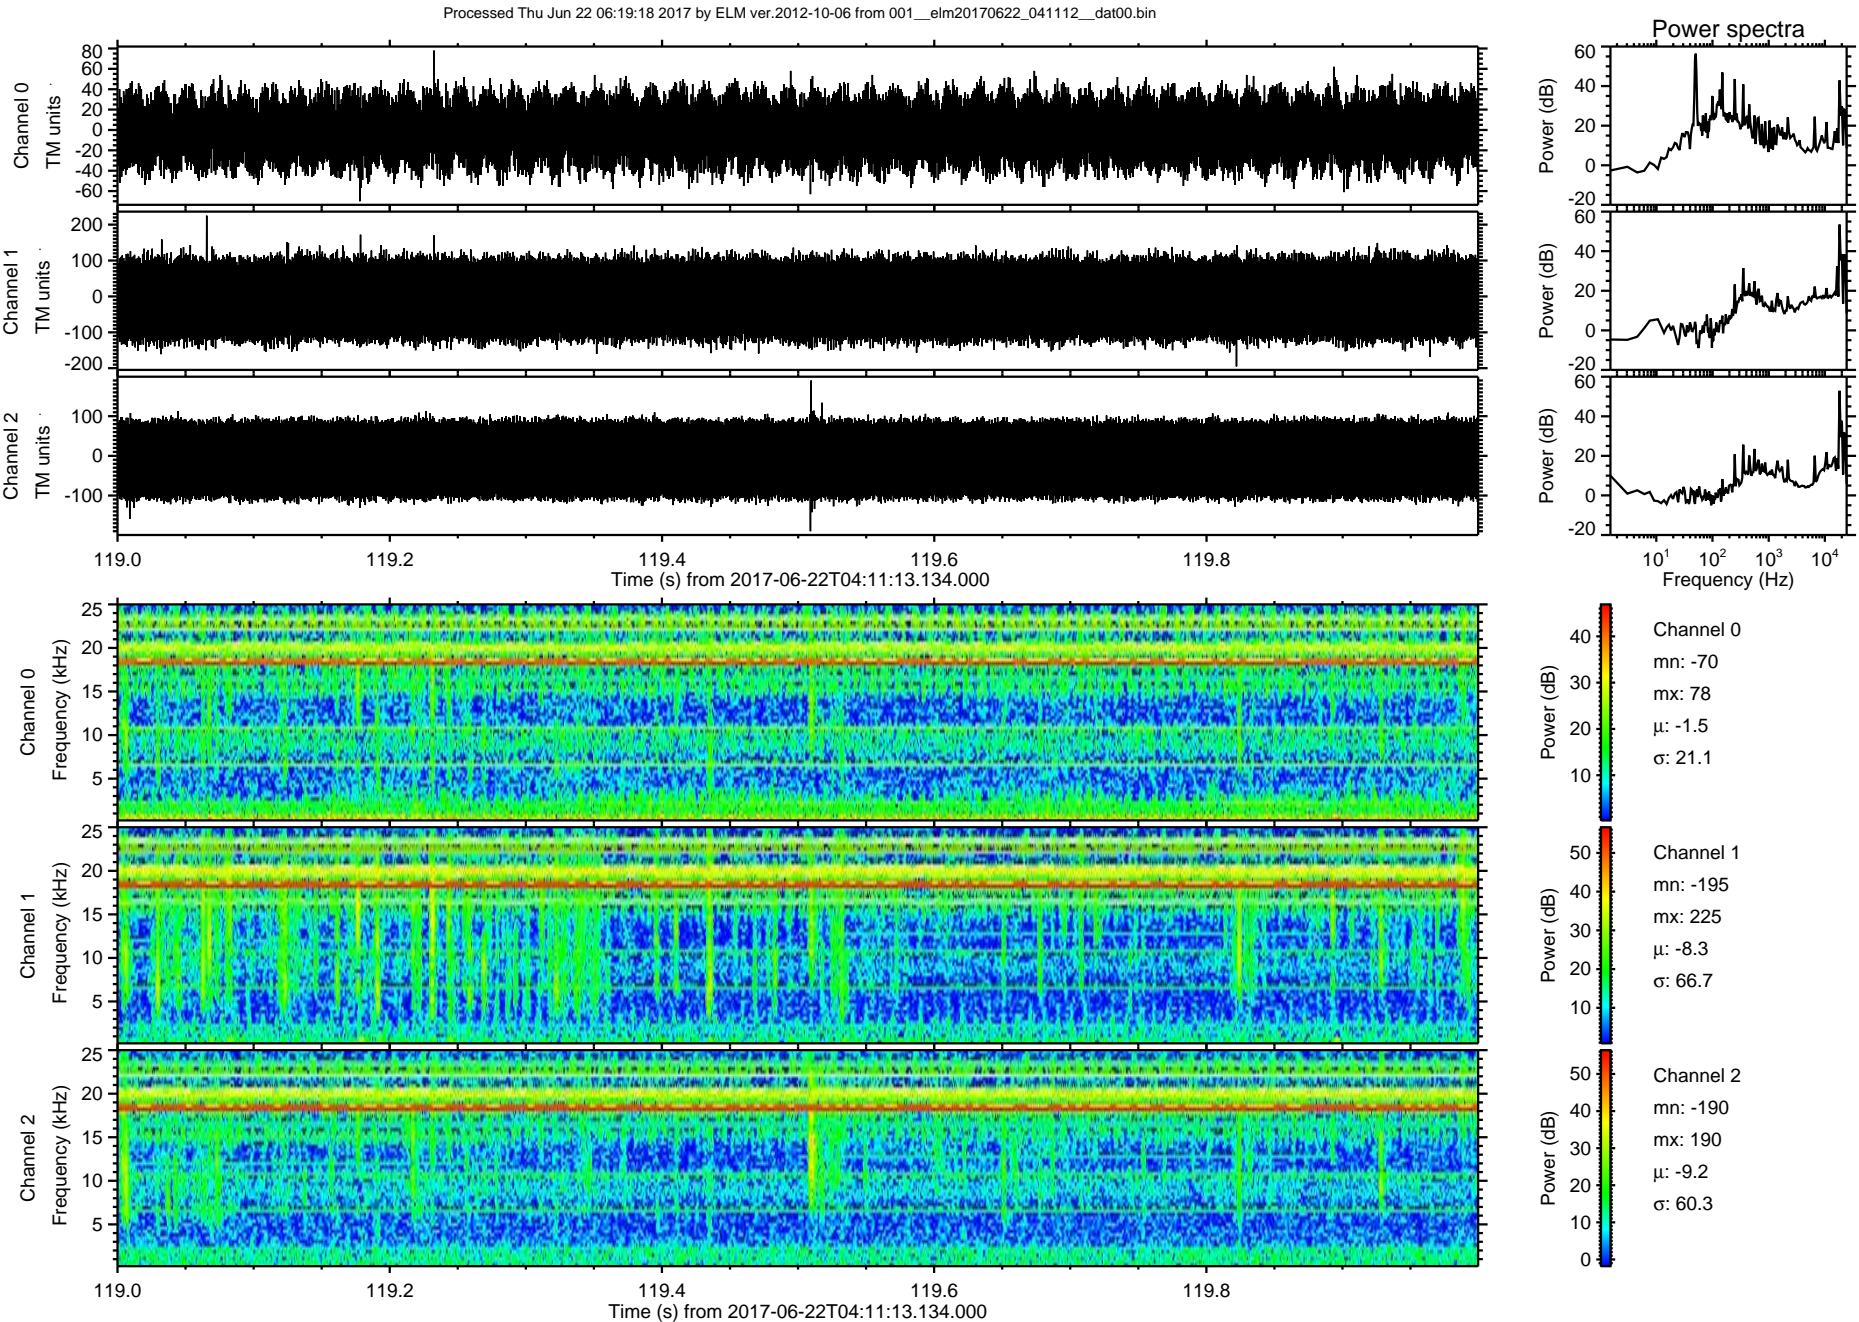 Processed Thu Jun 22 06:19:18 2017 by ELM ver.2012-10-06 from 001__elm20170622_041112__dat00.bin
Power spectra
Channel 0
TM units
80
60
40
20
0
-20
-40
-60
Power (dB)
60
40
20
0
-20
Channel 1
TM units
200
100
0
-100
-200
Power (dB)
60
40
20
0
-20
Channel 2
TM units
100
0
-100
Power (dB)
60
40
20
0
-20
119.0 119.2 119.4 119.6 119.8
Time (s) from 2017-06-22T04:11:13.134.000
10^1 10^2 10^3 10^4
Frequency (Hz)
Channel 0
Frequency (kHz)
25
20
15
10
5
Power (dB)
40
30
20
10
Channel 0
mn: -70
mx: 78
μ: -1.5
σ: 21.1
Channel 1
Frequency (kHz)
25
20
15
10
5
Power (dB)
50
40
30
20
10
Channel 1
mn: -195
mx: 225
μ: -8.3
σ: 66.7
Channel 2
Frequency (kHz)
25
20
15
10
5
Power (dB)
50
40
30
20
10
0
Channel 2
mn: -190
mx: 190
μ: -9.2
σ: 60.3
119.0 119.2 119.4 119.6 119.8
Time (s) from 2017-06-22T04:11:13.134.000